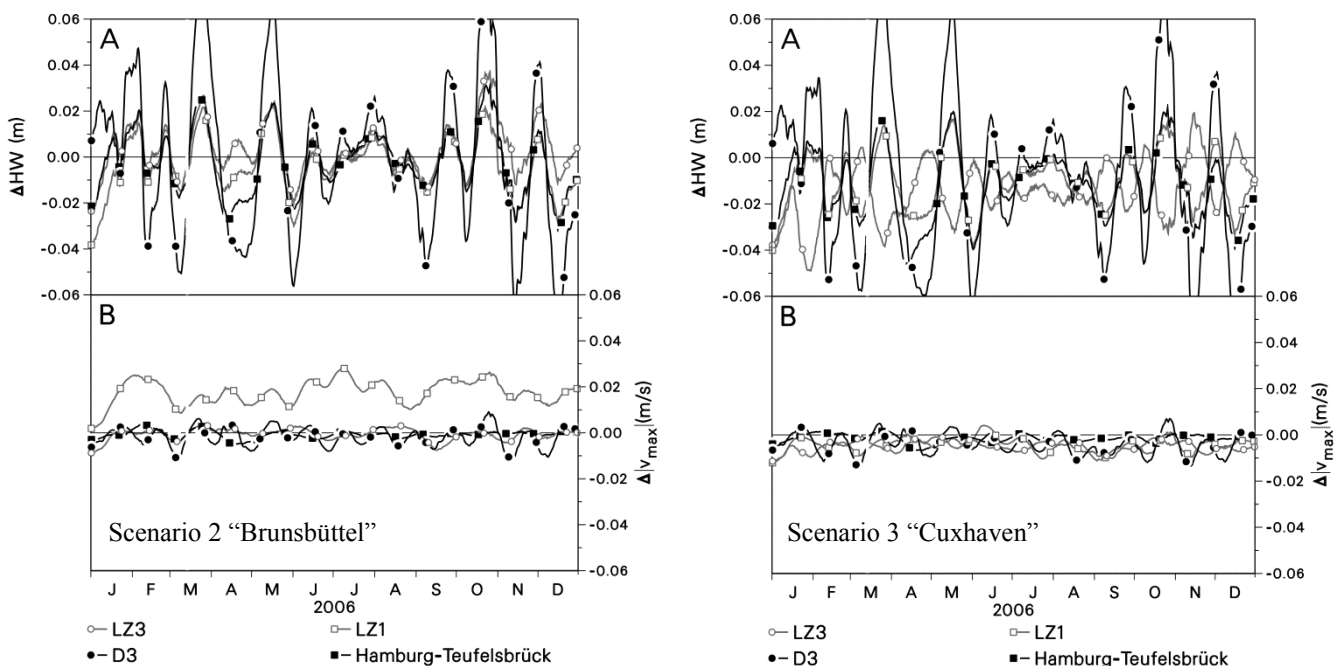 0.06
0.04
0.02
0.00
-0.02
-0.04
-0.06
ΔHW (m)
A
B
0.06
0.04
0.02
0.00
-0.02
-0.04
-0.06
Δ|vmax|(m/s)
Scenario 2 “Brunsbüttel”
J F M A M J J A S O N D
2006
LZ3
LZ1
D3
Hamburg-Teufelsbrück
0.06
0.04
0.02
0.00
-0.02
-0.04
-0.06
ΔHW (m)
A
B
0.06
0.04
0.02
0.00
-0.02
-0.04
-0.06
Δ|vmax|(m/s)
Scenario 3 “Cuxhaven”
J F M A M J J A S O N D
2006
LZ3
LZ1
D3
Hamburg-Teufelsbrück